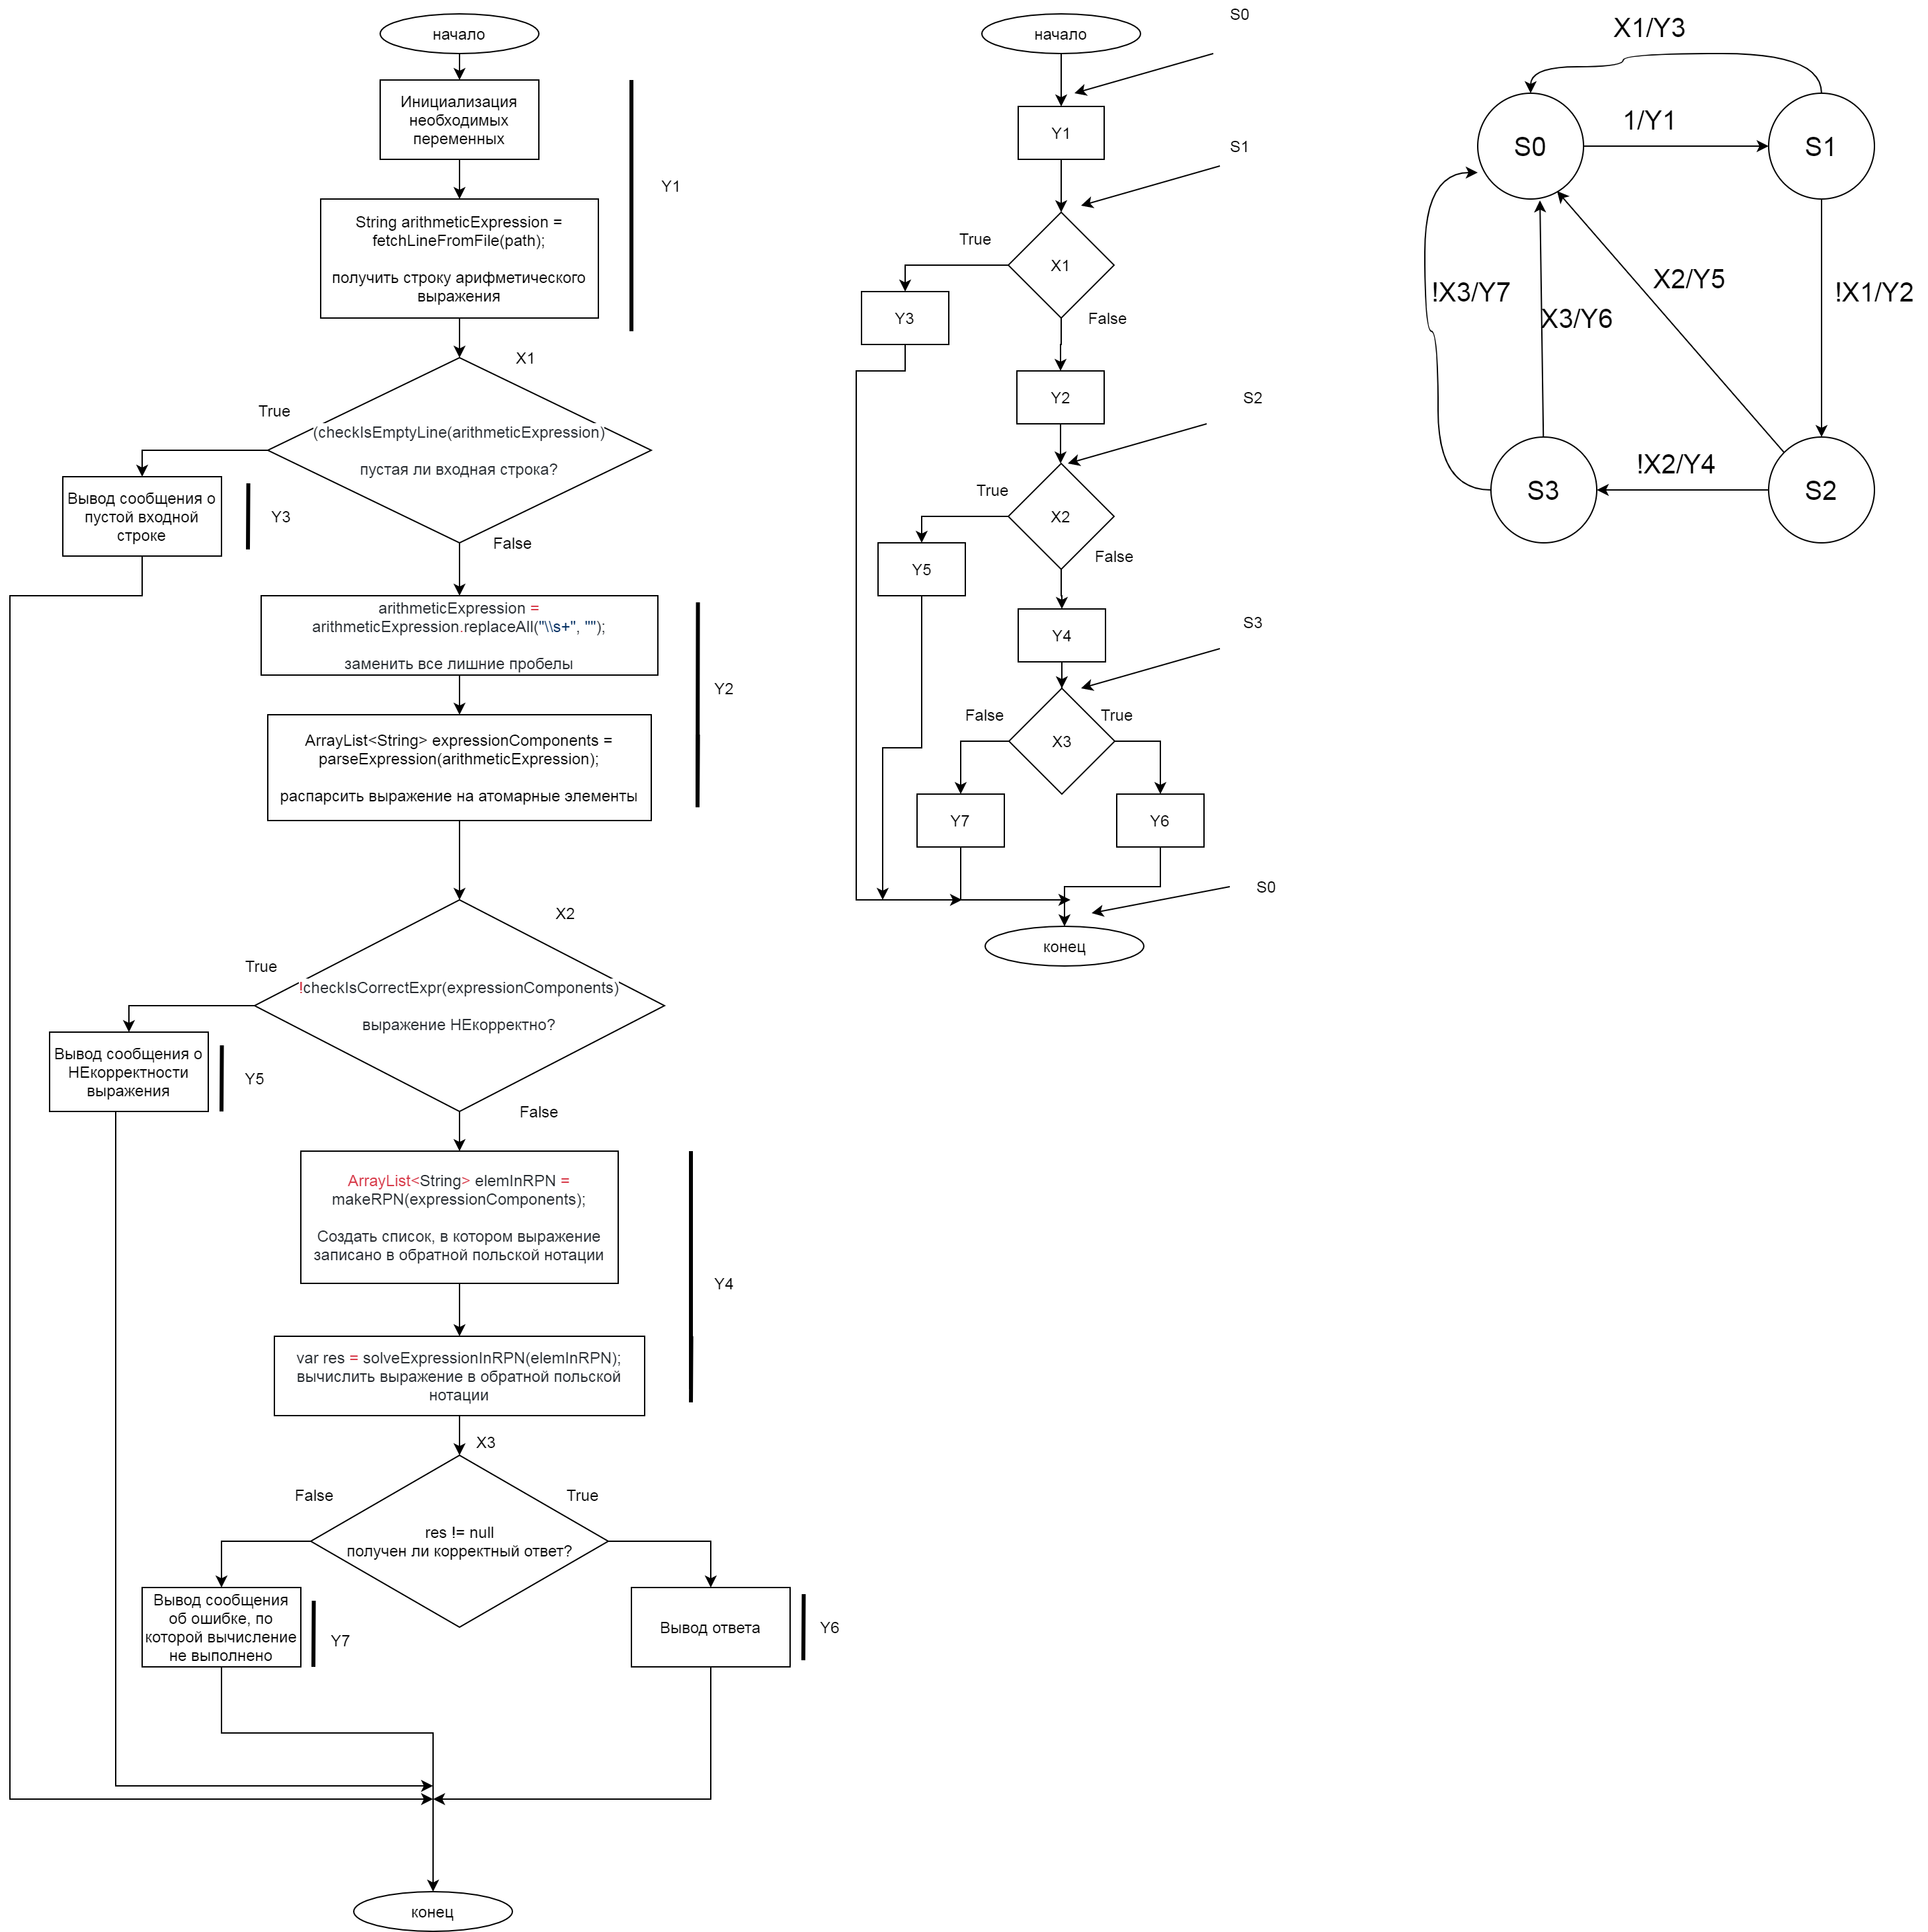 начало
Инициализация
необходимых
переменных
String arithmeticExpression =
fetchLineFromFile(path);
получить строку арифметического
выражения
Y1
X1
True
(checkIsEmptyLine(arithmeticExpression)
пустая ли входная строка?
Вывод сообщения о
пустой входной
строке
Y3
False
arithmeticExpression =
arithmeticExpression.replaceAll("\\s+", "");
заменить все лишние пробелы
Y2
ArrayList<String> expressionComponents =
parseExpression(arithmeticExpression);
распарсить выражение на атомарные элементы
X2
True
!checkIsCorrectExpr(expressionComponents)
выражение НЕкорректно?
Вывод сообщения о
НЕкорректности
выражения
Y5
False
ArrayList<String> elemInRPN =
makeRPN(expressionComponents);
Создать список, в котором выражение
записано в обратной польской нотации
Y4
var res = solveExpressionInRPN(elemInRPN);
вычислить выражение в обратной польской
нотации
X3
False
True
res != null
получен ли корректный ответ?
Вывод сообщения
об ошибке, по
которой вычисление
не выполнено
Y7
Вывод ответа
Y6
конец
S0
начало
Y1
S1
True
X1
Y3
False
Y2
S2
True
X2
False
Y5
Y4
S3
False
True
X3
Y7
Y6
S0
конец
X1/Y3
S0
1/Y1
S1
!X3/Y7
X3/Y6
X2/Y5
!X1/Y2
S3
!X2/Y4
S2